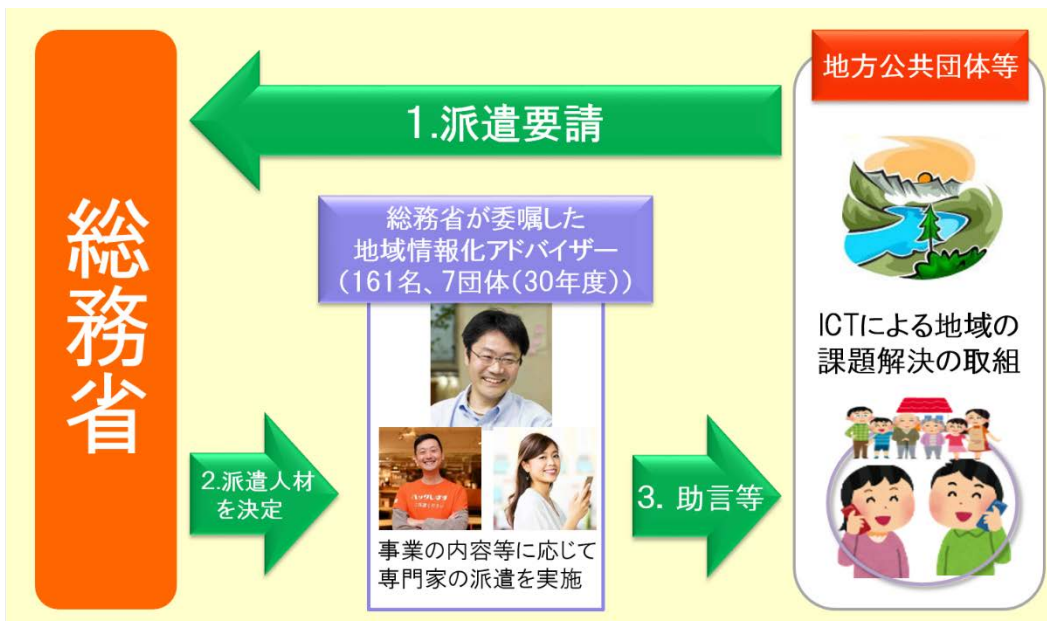 総務省
1.派遣要請
地方公共団体等
総務省が委嘱した
地域情報化アドバイザー
(161名、7団体(30年度))
ICTによる地域の
課題解決の取組
2.派遣人材
を決定
事業の内容等に応じて
専門家の派遣を実施
3. 助言等